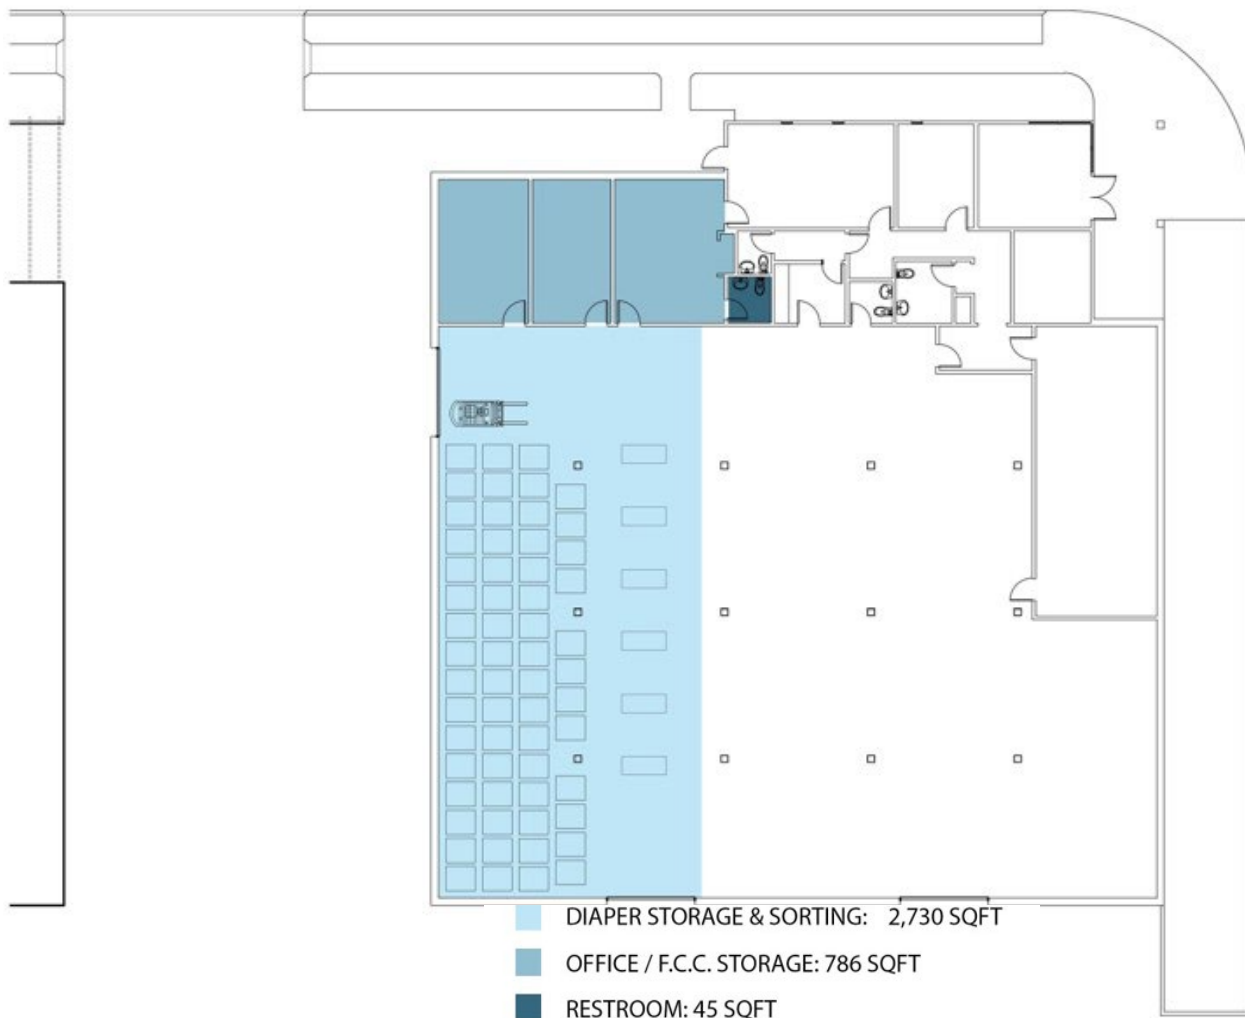 DIAPER STORAGE & SORTING: 2,730 SQFT
OFFICE / F.C.C. STORAGE: 786 SQFT
RESTROOM: 45 SQFT